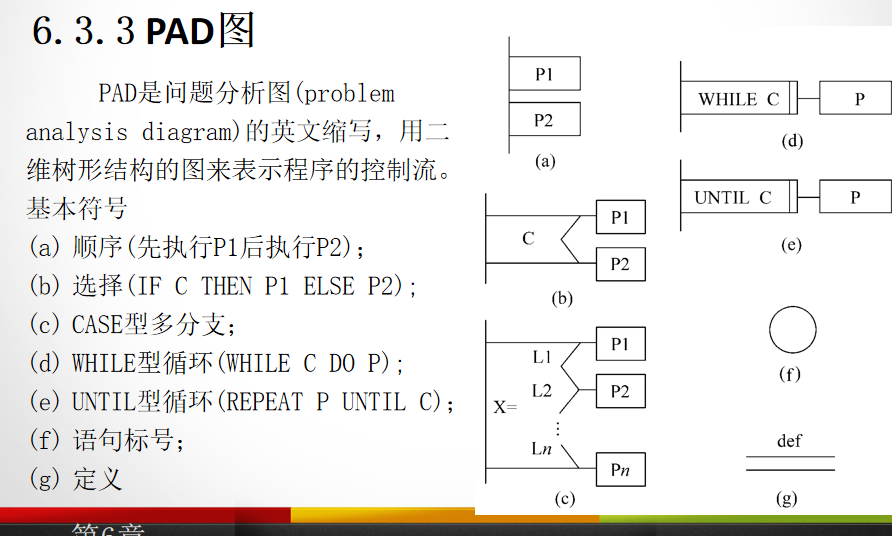 6.3.3 PAD图
PAD是问题分析图(problem
analysis diagram)的英文缩写，用二
维树形结构的图来表示程序的控制流。
基本符号
(a) 顺序(先执行P1后执行P2)；
(b) 选择(IF C THEN P1 ELSE P2);
(c) CASE型多分支；
(d) WHILE型循环(WHILE C DO P);
(e) UNTIL型循环(REPEAT P UNTIL C)；
(f) 语句标号；
(g) 定义
第6章
P1
P2
(a)
C
P1
P2
(b)
X=
L1
P1
L2
P2
⋮
Ln
Pn
(c)
WHILE C
P
(d)
UNTIL C
P
(e)
(f)
def
(g)